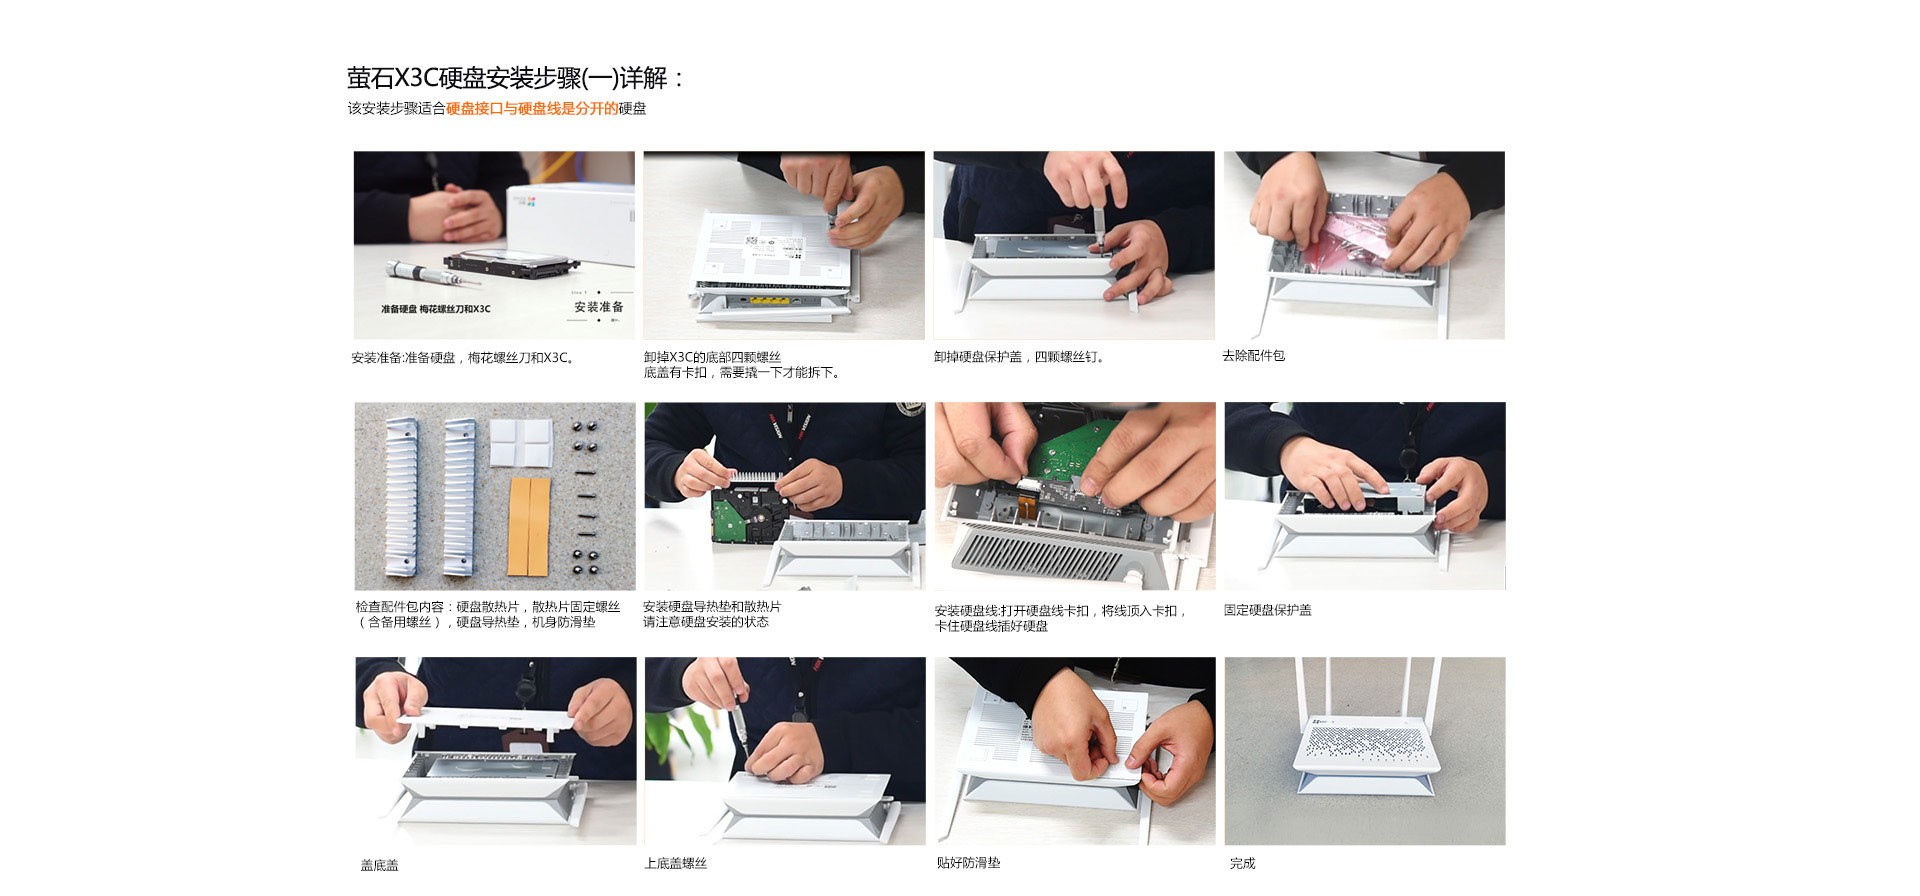 萤石X3C硬盘安装步骤(一)详解：
该安装步骤适合硬盘接口与硬盘线是分开的硬盘
准备硬盘 梅花螺丝刀和X3C
Step 1
安装准备
安装准备:准备硬盘，梅花螺丝刀和X3C。
卸掉X3C的底部四颗螺丝
底盖有卡扣，需要撬一下才能拆下。
卸掉硬盘保护盖，四颗螺丝钉。
去除配件包
检查配件包内容：硬盘散热片，散热片固定螺丝
（含备用螺丝），硬盘导热垫，机身防滑垫
安装硬盘导热垫和散热片
请注意硬盘安装的状态
安装硬盘线:打开硬盘线卡扣，将线顶入卡扣，
卡住硬盘线插好硬盘
固定硬盘保护盖
盖底盖
上底盖螺丝
贴好防滑垫
完成